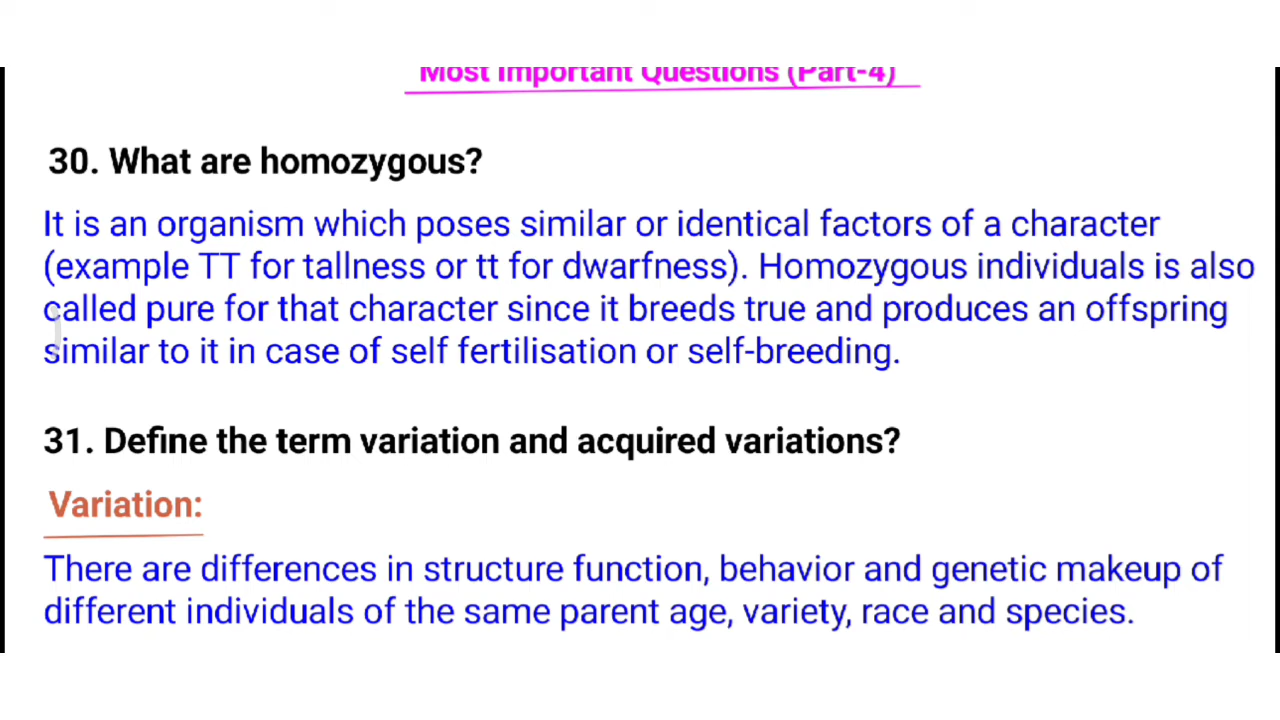 Most Important Questions (Part-4)
30. What are homozygous?
It is an organism which poses similar or identical factors of a character
(example TT for tallness or tt for dwarfness). Homozygous individuals is also
called pure for that character since it breeds true and produces an offspring
similar to it in case of self fertilisation or self-breeding.
31. Define the term variation and acquired variations?
Variation:
There are differences in structure function, behavior and genetic makeup of
different individuals of the same parent age, variety, race and species.